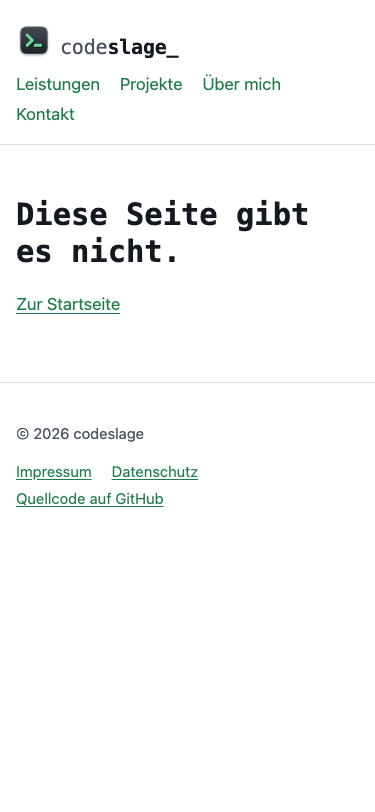 codeslage_
Leistungen Projekte Über mich
Kontakt
Diese Seite gibt
es nicht.
Zur Startseite
© 2026 codeslage
Impressum Datenschutz
Quellcode auf GitHub